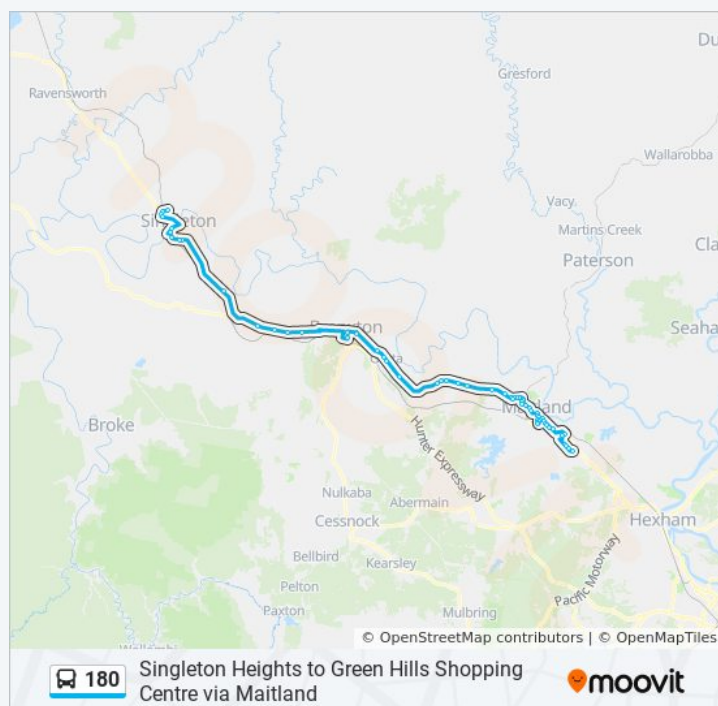 Du
Gresford
Ravensworth
Wallarobba
Vacy
Martins Creek
Singleton
Cla
Paterson
Seaha
Branxton
Greta
Maitland
Broke
Hunter Expressway
Nulkaba
Abermain
Cessnock
Hexham
Bellbird
Kearsley
Pelton
Pacific Motorway
Paxton
Mulbring
© OpenStreetMap contributors | © OpenMapTiles
180
Singleton Heights to Green Hills Shopping
Centre via Maitland
moovit